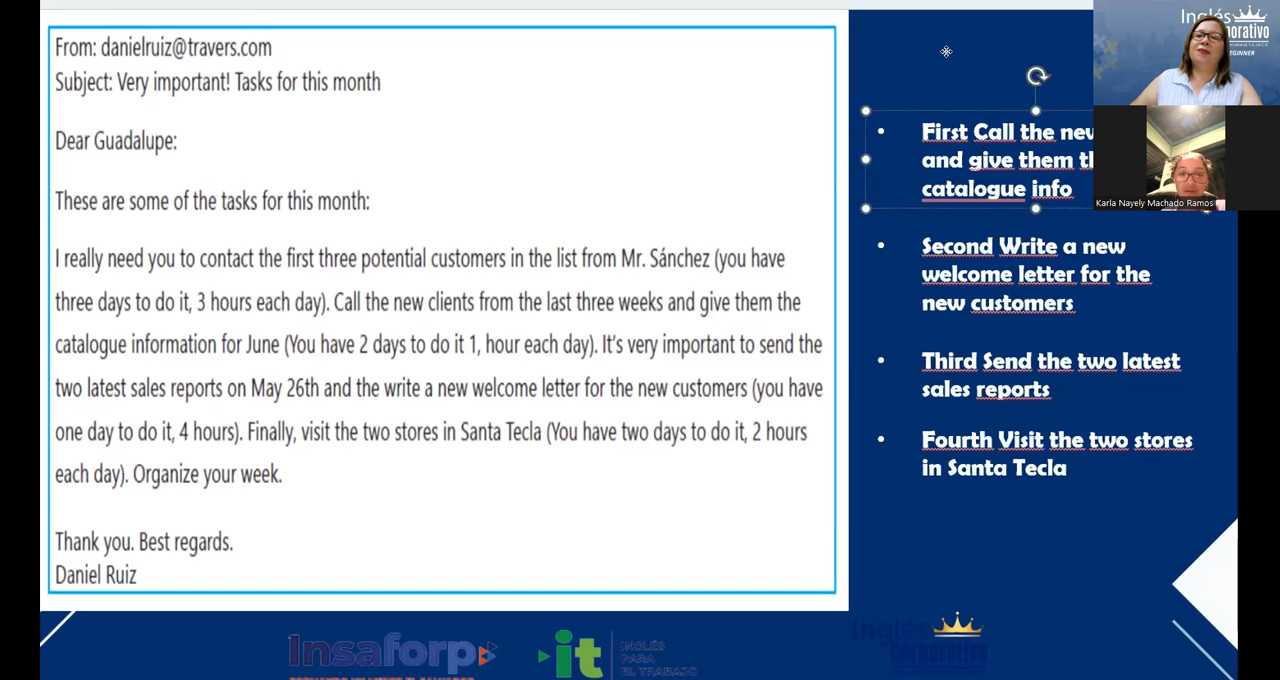 From: danielruiz@travers.com
Subject: Very important! Tasks for this month
Dear Guadalupe:
These are some of the tasks for this month:
I really need you to contact the first three potential customers in the list from Mr. Sánchez (you have
three days to do it, 3 hours each day). Call the new clients from the last three weeks and give them the
catalogue information for June (You have 2 days to do it 1, hour each day). It's very important to send the
two latest sales reports on May 26th and the write a new welcome letter for the new customers (you have
one day to do it, 4 hours). Finally, visit the two stores in Santa Tecla (You have two days to do it, 2 hours
each day). Organize your week.
Thank you. Best regards.
Daniel Ruiz
• First Call the
and give them
catalogue info
• Second Write a new
welcome letter for the
new customers
• Third Send the two latest
sales reports
• Fourth Visit the two stores
in Santa Tecla
Inglés
Karla Nayely Machado Ramos
Insaforp
it
INGLÉS
PARA
EL TRABAJO
Inglés
Corporativo